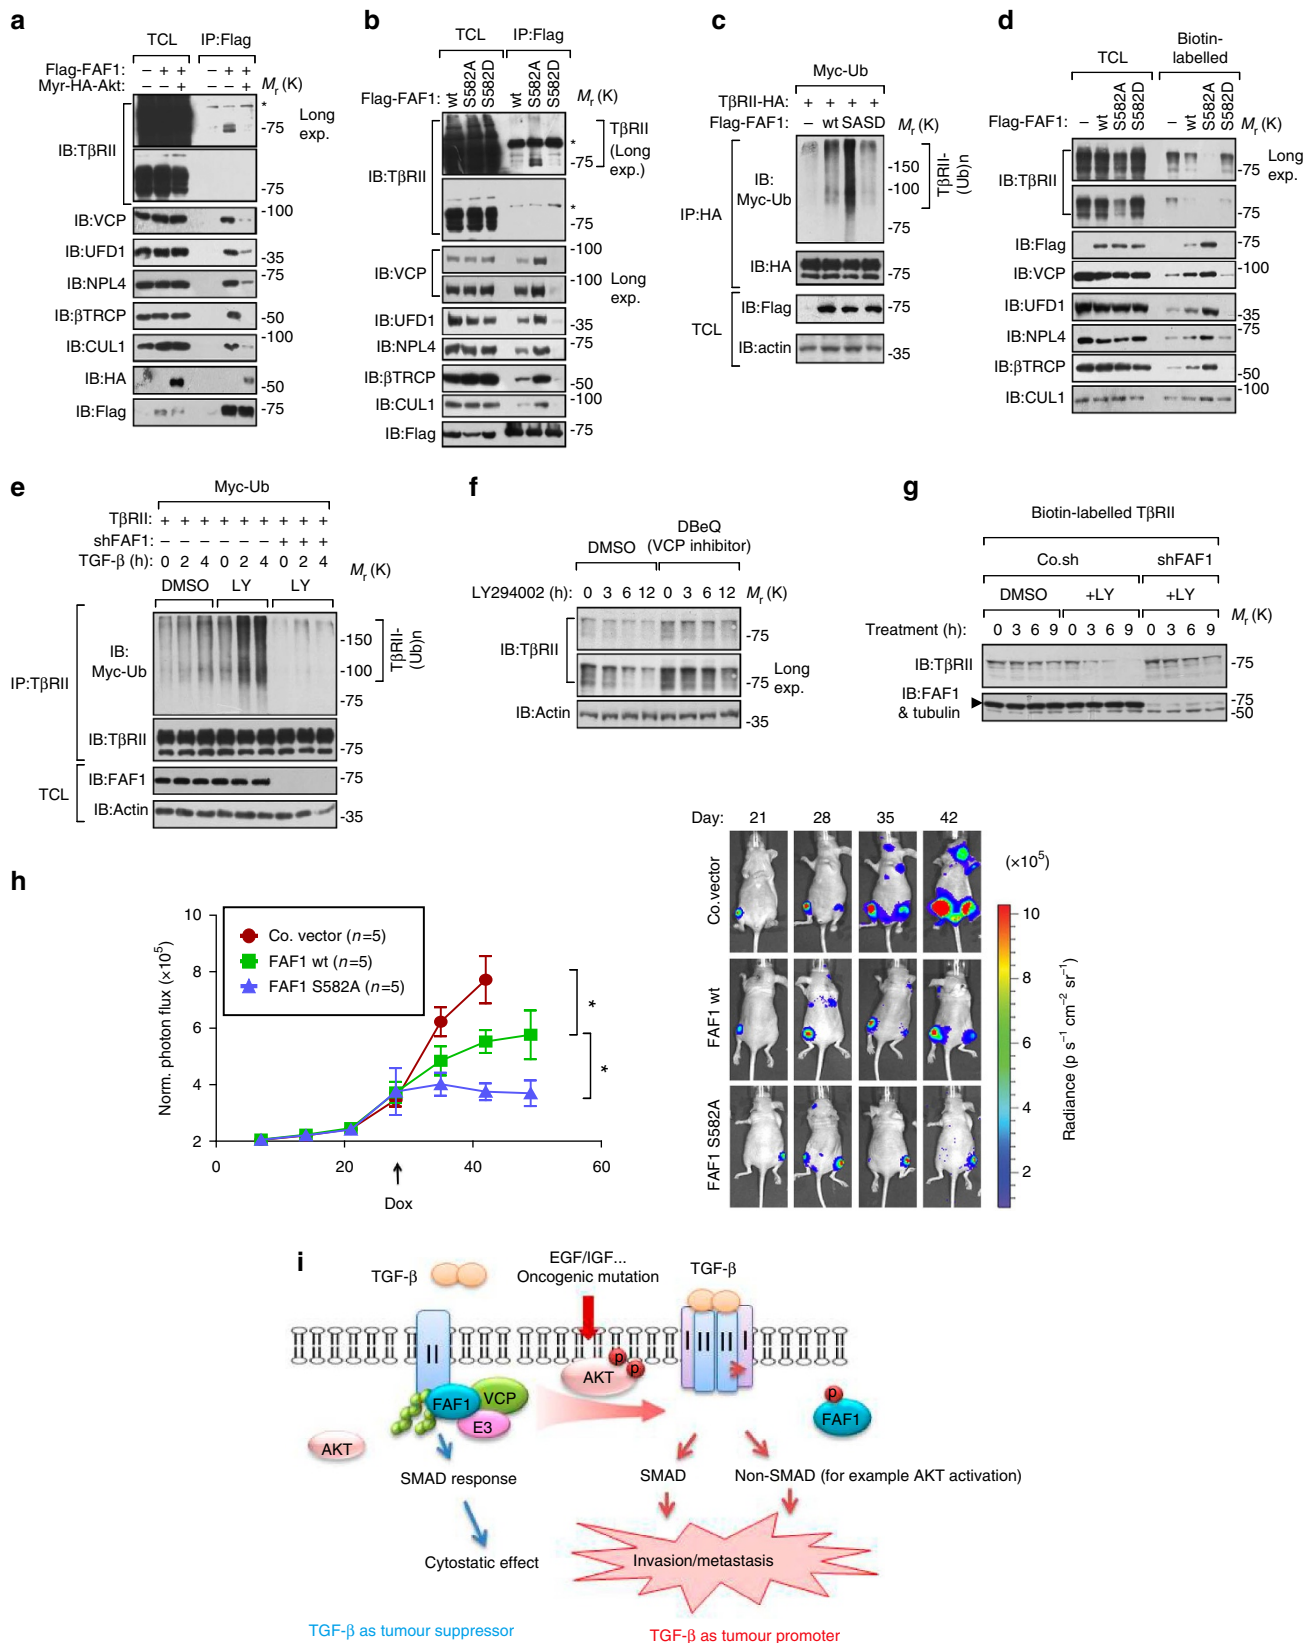 a
TCL IP:Flag
Flag-FAF1: – + + – + +
Myr-HA-Akt: – – + – – + Mr (K)
*
Long
exp.
-75
IB:TβRII
-75
IB:VCP -100
IB:UFD1 -35
IB:NPL4 -75
IB:βTRCP -50
IB:CUL1 -100
IB:HA -50
IB:Flag -75
b
TCL IP:Flag
Flag-FAF1: wt S582A S582D wt S582A S582D Mr (K)
*
-75
TβRII
(Long
exp.)
IB:TβRII
*
-75
IB:VCP -100
-100 Long
exp.
IB:UFD1 -35
IB:NPL4 -75
IB:βTRCP -50
IB:CUL1 -100
IB:Flag -75
c
Myc-Ub
TβRII-HA: + + + +
Flag-FAF1: – wt SA SD Mr (K)
IP:HA
IB:
Myc-Ub
-150
-100
-75
TβRII-
(Ub)n
IB:HA -75
TCL
IB:Flag -75
IB:actin -35
d
TCL
Biotin-
labelled
Flag-FAF1: – wt S582A S582D – wt S582A S582D Mr (K)
IB:TβRII
-75 Long
exp.
-75
IB:Flag -75
IB:VCP -100
IB:UFD1 -35
IB:NPL4 -75
IB:βTRCP -50
IB:CUL1 -100
e
Myc-Ub
TβRII: + + + + + + + + +
shFAF1: – – – – – – + + +
TGF-β (h): 0 2 4 0 2 4 0 2 4
Mr (K)
DMSO LY LY
IP:TβRII
IB:
Myc-Ub
-150
-100
-75
TβRII-
(Ub)n
IB:TβRII -75
TCL
IB:FAF1 -75
IB:Actin -35
f
DMSO
DBeQ
(VCP inhibitor)
LY294002 (h): 0 3 6 12 0 3 6 12 Mr (K)
IB:TβRII
-75
-75 Long
exp.
IB:Actin -35
g
Biotin-labelled TβRII
Co.sh shFAF1
DMSO +LY +LY
Mr (K)
Treatment (h): 0 3 6 9 0 3 6 9 0 3 6 9
IB:TβRII -75
IB:FAF1
& tubulin
-75
-50
h
Norm. photon flux (×10⁵)
10
8
6
4
2
Co. vector (n=5)
FAF1 wt (n=5)
FAF1 S582A (n=5)
*
*
0 20 40 60
Dox
Day: 21 28 35 42
Co.vector
FAF1 wt
FAF1 S582A
(×10⁵)
10
8
6
4
2
Radiance (p s⁻¹ cm⁻² sr⁻¹)
i
TGF-β
EGF/IGF...
Oncogenic mutation
TGF-β
II
I II II I
p
p
AKT
FAF1 VCP
E3
AKT
p
FAF1
SMAD response
SMAD
Non-SMAD (for example AKT activation)
Cytostatic effect
Invasion/metastasis
TGF-β as tumour suppressor
TGF-β as tumour promoter